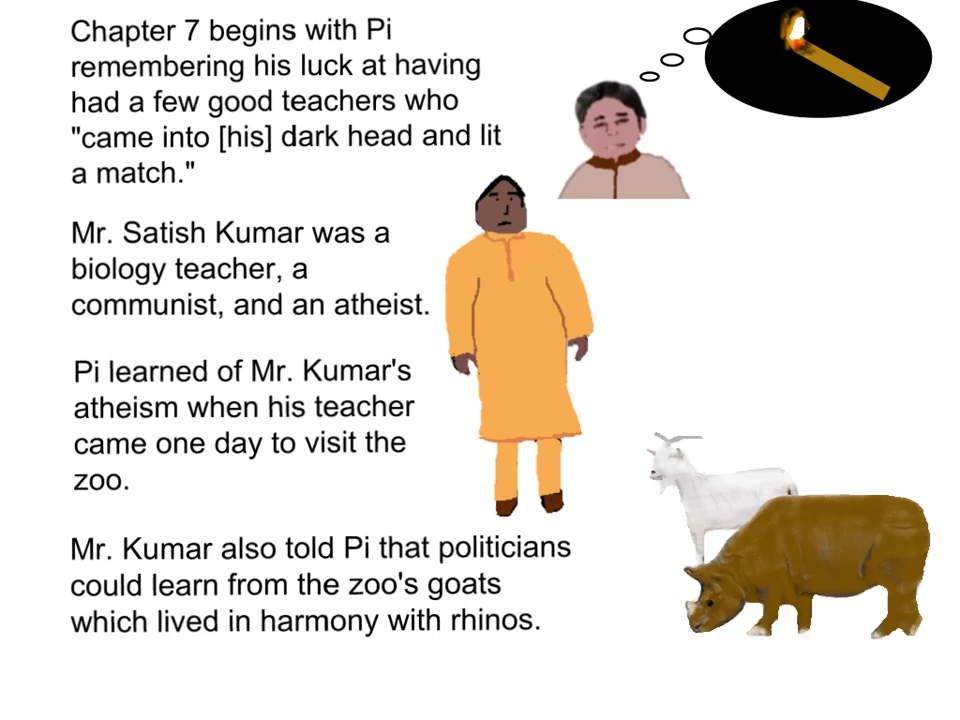 Chapter 7 begins with Pi
remembering his luck at having
had a few good teachers who
"came into [his] dark head and lit
a match."
Mr. Satish Kumar was a
biology teacher, a
communist, and an atheist.
Pi learned of Mr. Kumar's
atheism when his teacher
came one day to visit the
zoo.
Mr. Kumar also told Pi that politicians
could learn from the zoo's goats
which lived in harmony with rhinos.